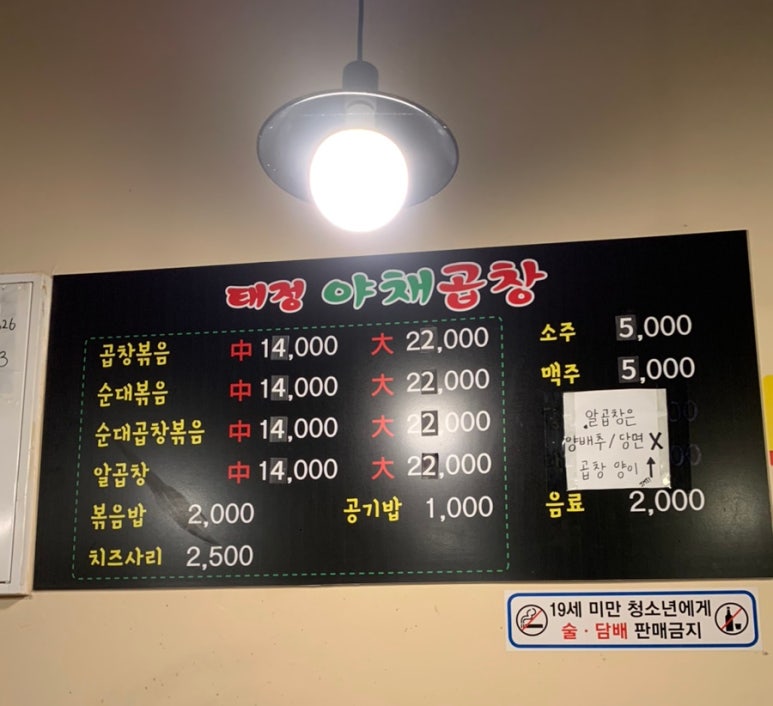 태정 야채곱창
곱창볶음 中 14,000 大 22,000
순대볶음 中 14,000 大 22,000
순대곱창볶음 中 14,000 大 22,000
알곱창 中 14,000 大 22,000
볶음밥 2,000 공기밥 1,000
치즈사리 2,500
소주 5,000
맥주 5,000
알곱창은
양배추/당면 X
곱창 양이 ↑
음료 2,000
19세 미만 청소년에게
술·담배 판매금지